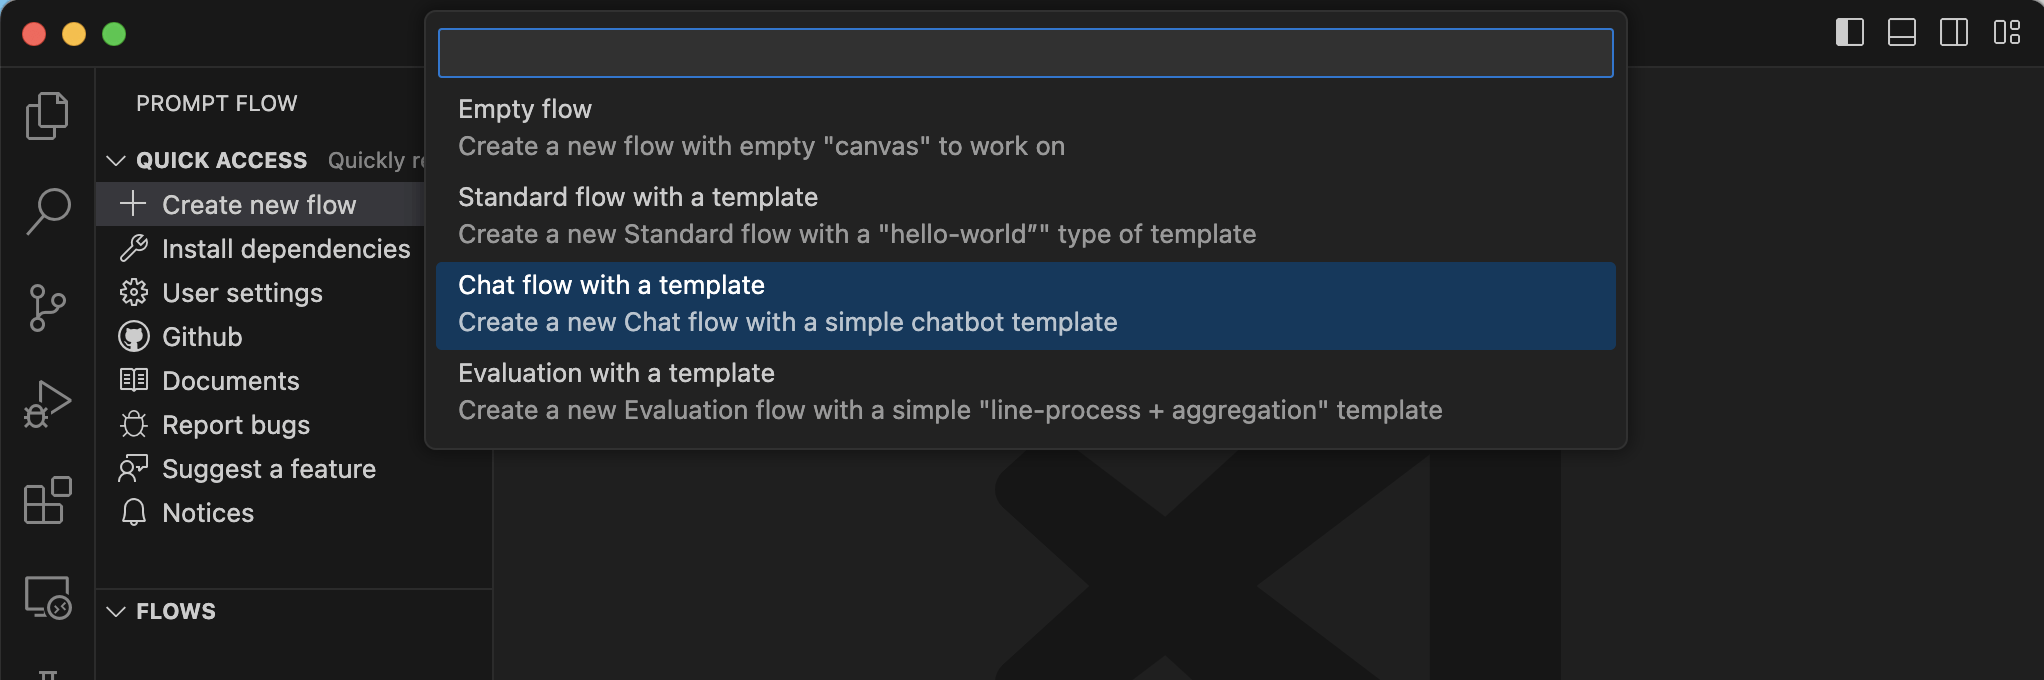 PROMPT FLOW
QUICK ACCESS Quickly
Create new flow
Install dependencies
User settings
Github
Documents
Report bugs
Suggest a feature
Notices
FLOWS
Empty flow
Create a new flow with empty "canvas" to work on
Standard flow with a template
Create a new Standard flow with a "hello-world”" type of template
Chat flow with a template
Create a new Chat flow with a simple chatbot template
Evaluation with a template
Create a new Evaluation flow with a simple "line-process + aggregation" template